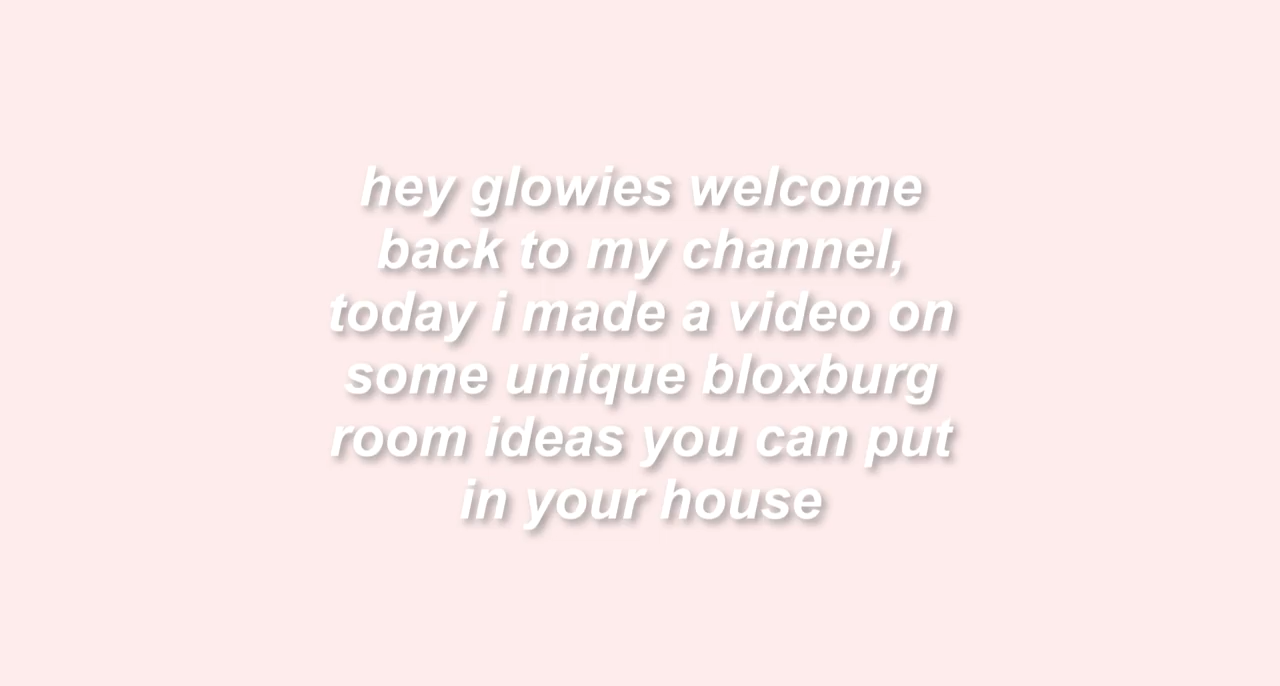 hey glowies welcome
back to my channel,
today i made a video on
some unique bloxburg
room ideas you can put
in your house